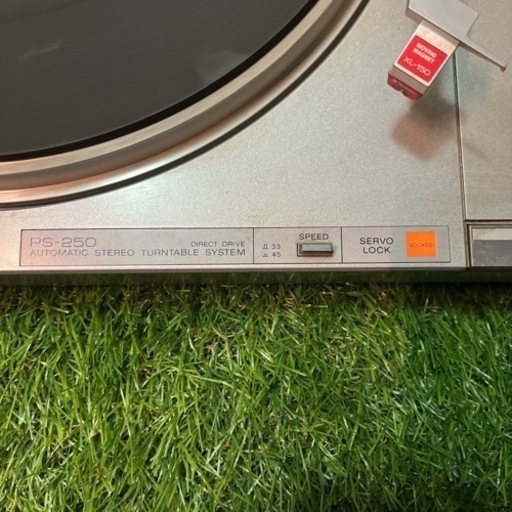 MOVING
MAGNET
XL-150
PS-250
DIRECT DRIVE
AUTOMATIC STEREO TURNTABLE SYSTEM
33
45
SPEED
SERVO
LOCK
LOCKED